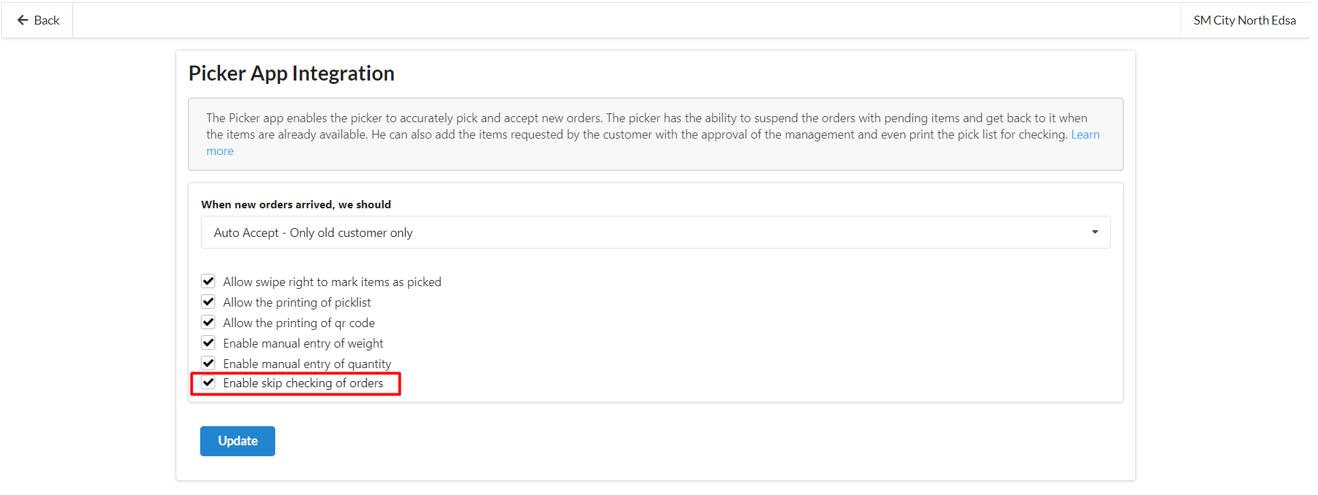 Back
SM City North Edsa
Picker App Integration
The Picker app enables the picker to accurately pick and accept new orders. The picker has the ability to suspend the orders with pending items and get back to it when
the items are already available. He can also add the items requested by the customer with the approval of the management and even print the pick list for checking. Learn
more
When new orders arrived, we should
Auto Accept - Only old customer only
Allow swipe right to mark items as picked
Allow the printing of picklist
Allow the printing of qr code
Enable manual entry of weight
Enable manual entry of quantity
Enable skip checking of orders
Update